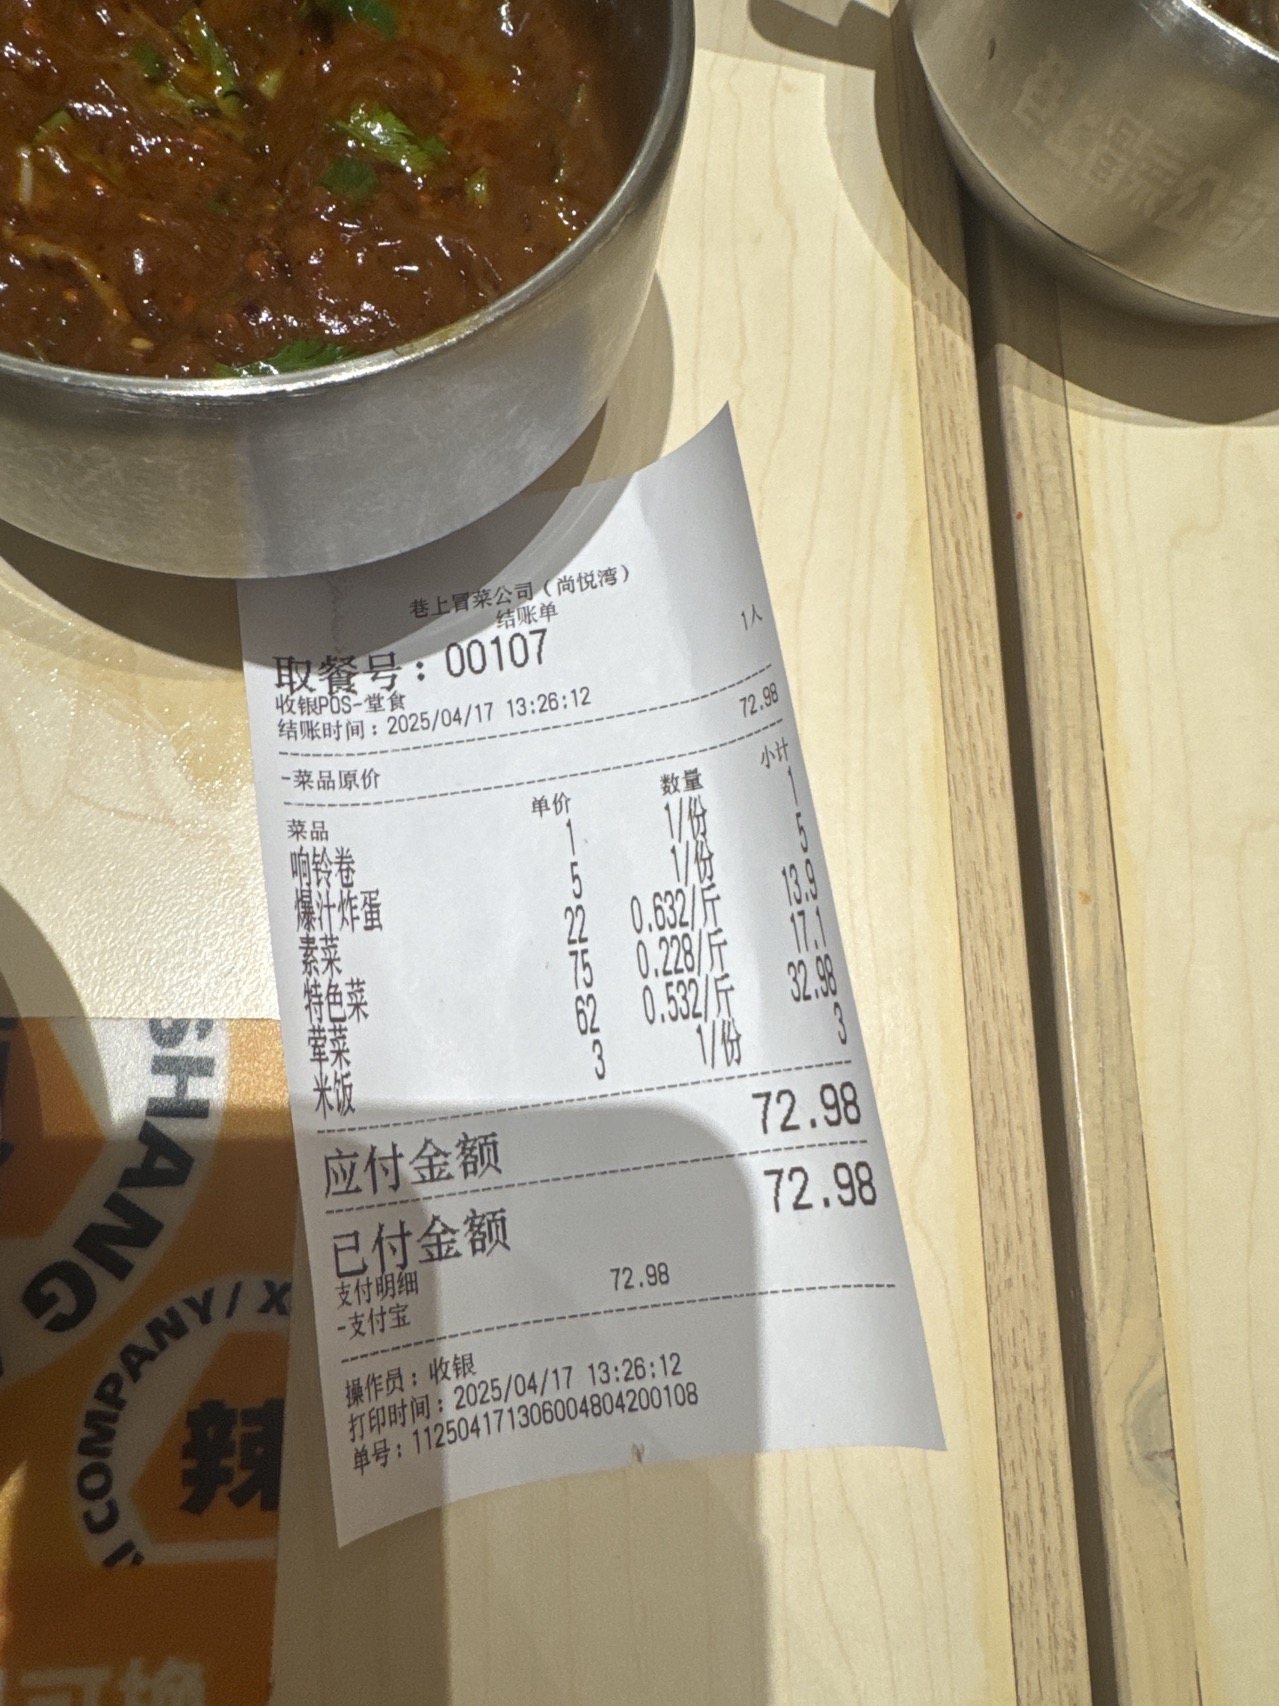 巷上冒菜公司（尚悦湾）
结账单
取餐号：00107 1人
收银POS-堂食
结账时间：2025/04/17 13:26:12
-菜品原价 72.98
菜品 单价 数量 小计
响铃卷 1 1/份 1
爆汁炸蛋 5 1/份 5
素菜 22 0.632/斤 13.9
特色菜 75 0.228/斤 17.1
荤菜 62 0.532/斤 32.98
米饭 3 1/份 3
应付金额 72.98
已付金额 72.98
支付明细
-支付宝 72.98
操作员：收银
打印时间：2025/04/17 13:26:12
单号：112504171306004804200108
SHANG
COMPANY/X
辣